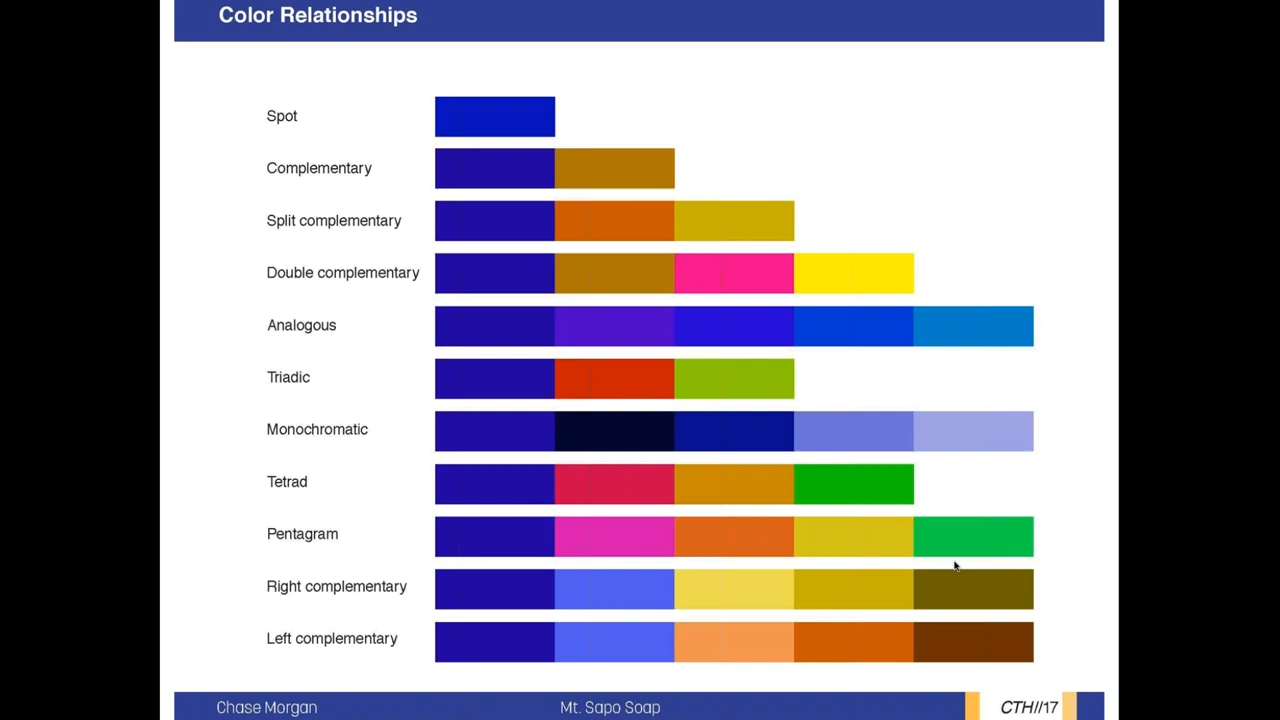 Color Relationships
Spot
Complementary
Split complementary
Double complementary
Analogous
Triadic
Monochromatic
Tetrad
Pentagram
Right complementary
Left complementary
Chase Morgan
Mt. Sapo Soap
CTH//17